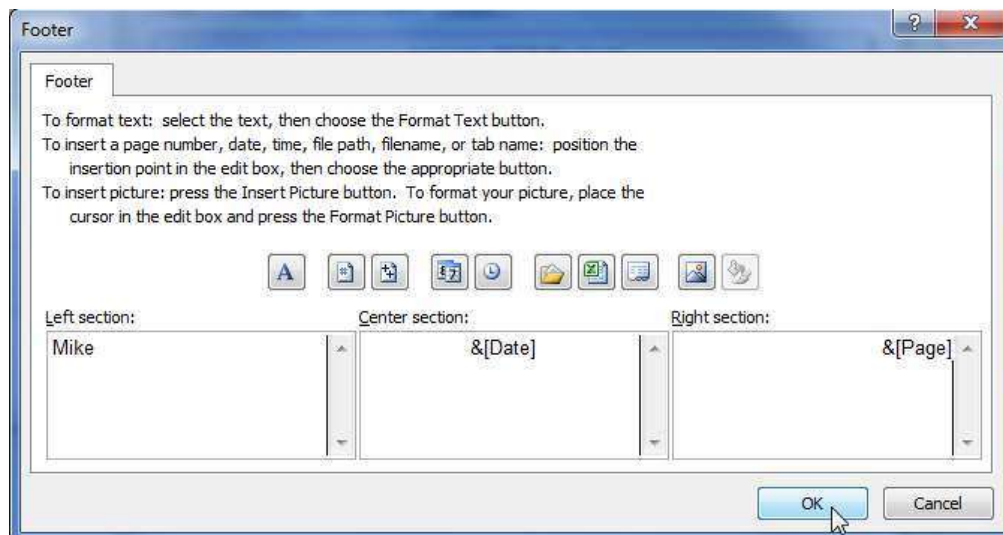 Footer
Footer
To format text: select the text, then choose the Format Text button.
To insert a page number, date, time, file path, filename, or tab name: position the
insertion point in the edit box, then choose the appropriate button.
To insert picture: press the Insert Picture button. To format your picture, place the
cursor in the edit box and press the Format Picture button.
A
Left section: Center section: Right section:
Mike &[Date] &[Page]
OK Cancel